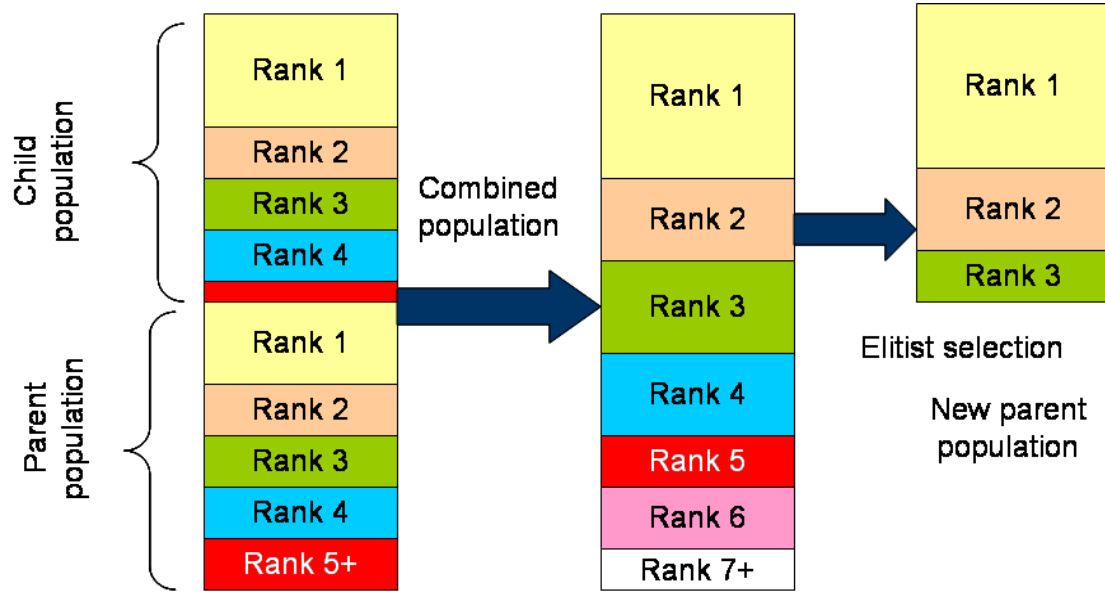 Child
population
Rank 1
Rank 2
Rank 3
Rank 4
Parent
population
Rank 1
Rank 2
Rank 3
Rank 4
Rank 5+
Combined
population
Rank 1
Rank 2
Rank 3
Rank 4
Rank 5
Rank 6
Rank 7+
Rank 1
Rank 2
Rank 3
Elitist selection
New parent
population